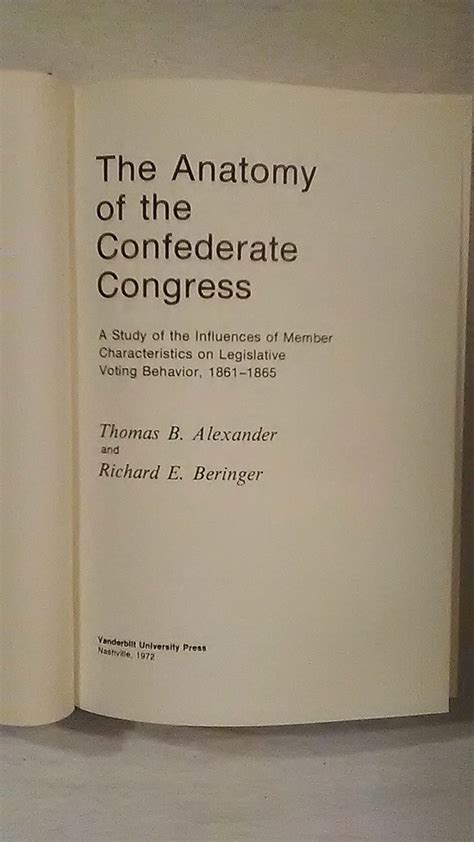 The Anatomy
of the
Confederate
Congress
A Study of the Influences of Member
Characteristics on Legislative
Voting Behavior, 1861–1865
Thomas B. Alexander
and
Richard E. Beringer
Vanderbilt University Press
Nashville, 1972